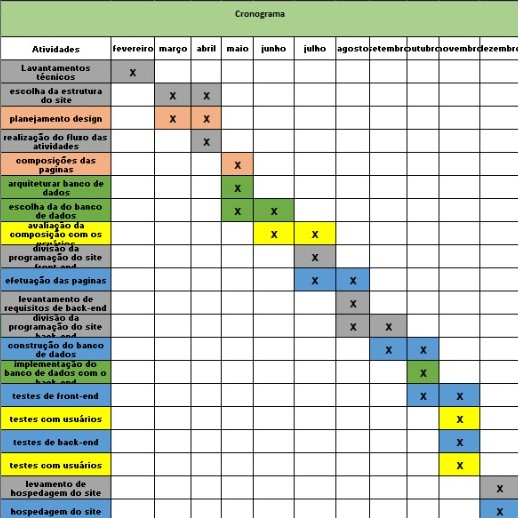 Cronograma
Atividades fevereiro março abril maio junho julho agosto setembro outubro novembro dezembro
Lavantamentos
técnicos x
escolha da estrutura
do site x x
planejamento design x x
realização do fluxo das
atividades x
composições das
paginas x
arquiteturar banco de
dados x
escolha da do banco
de dados x x
avaliação da
composição com os
usuários x x
divisão da
programação do site
front-end x
efetuação das paginas x x
levantamento de
requisitos de back-end x
divisão da
programação do site
back-end x x
construção do banco
de dados x x
implementação do
banco de dados com o
back-end x
testes de front-end x x
testes com usuários x
testes de back-end x
testes com usuários x
levamento de
hospedagem do site x
hospedagem do site x